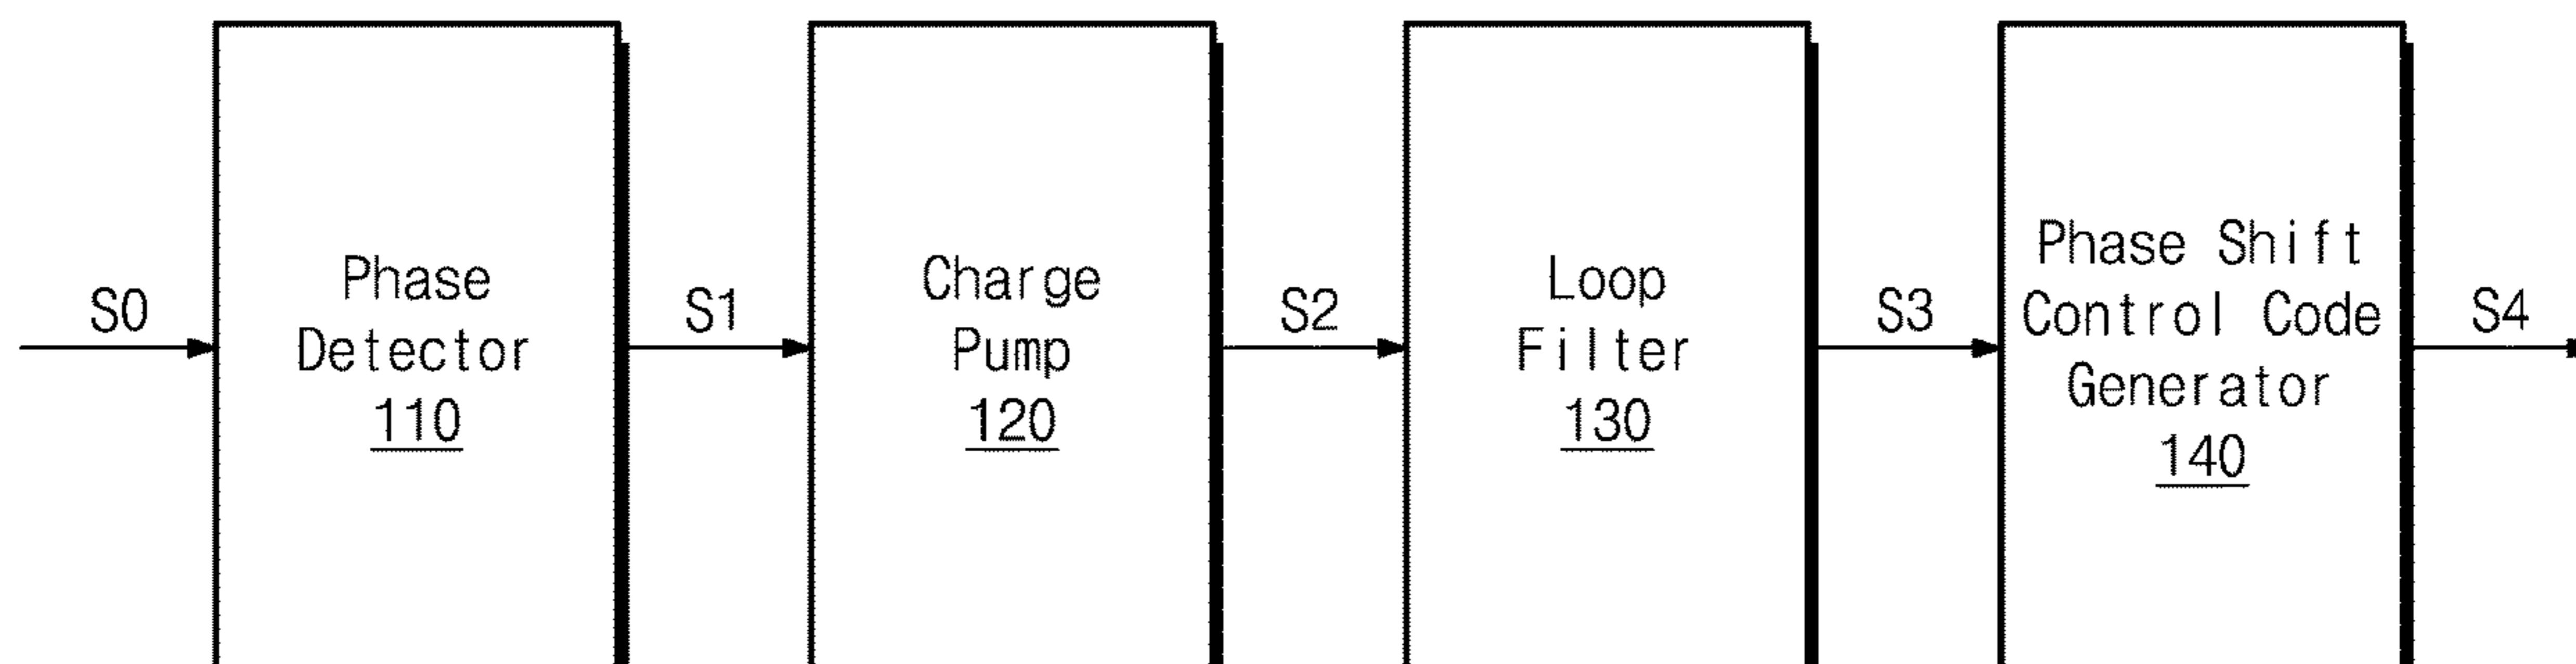 S0
Phase
Detector
110
S1
Charge
Pump
120
S2
Loop
Filter
130
S3
Phase Shift
Control Code
Generator
140
S4